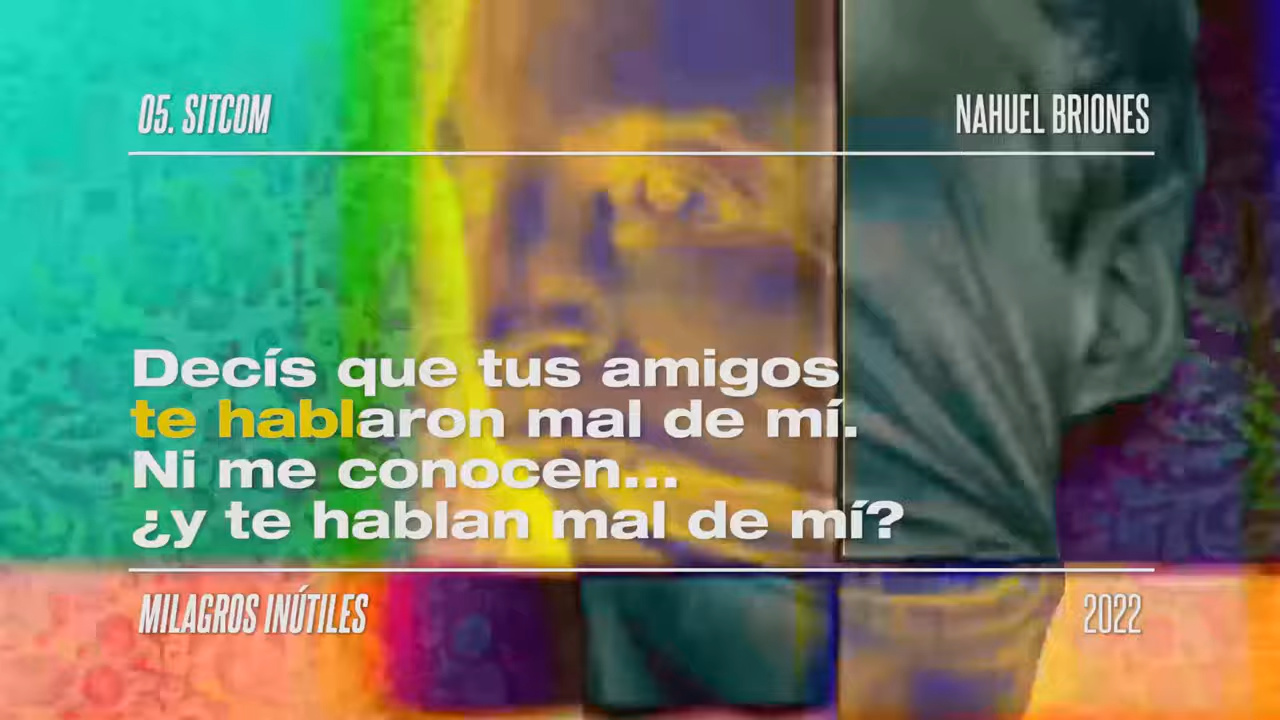 05. SITCOM
NAHUEL BRIONES
Decís que tus amigos
te hablaron mal de mí.
Ni me conocen...
¿y te hablan mal de mí?
MILAGROS INÚTILES
2022